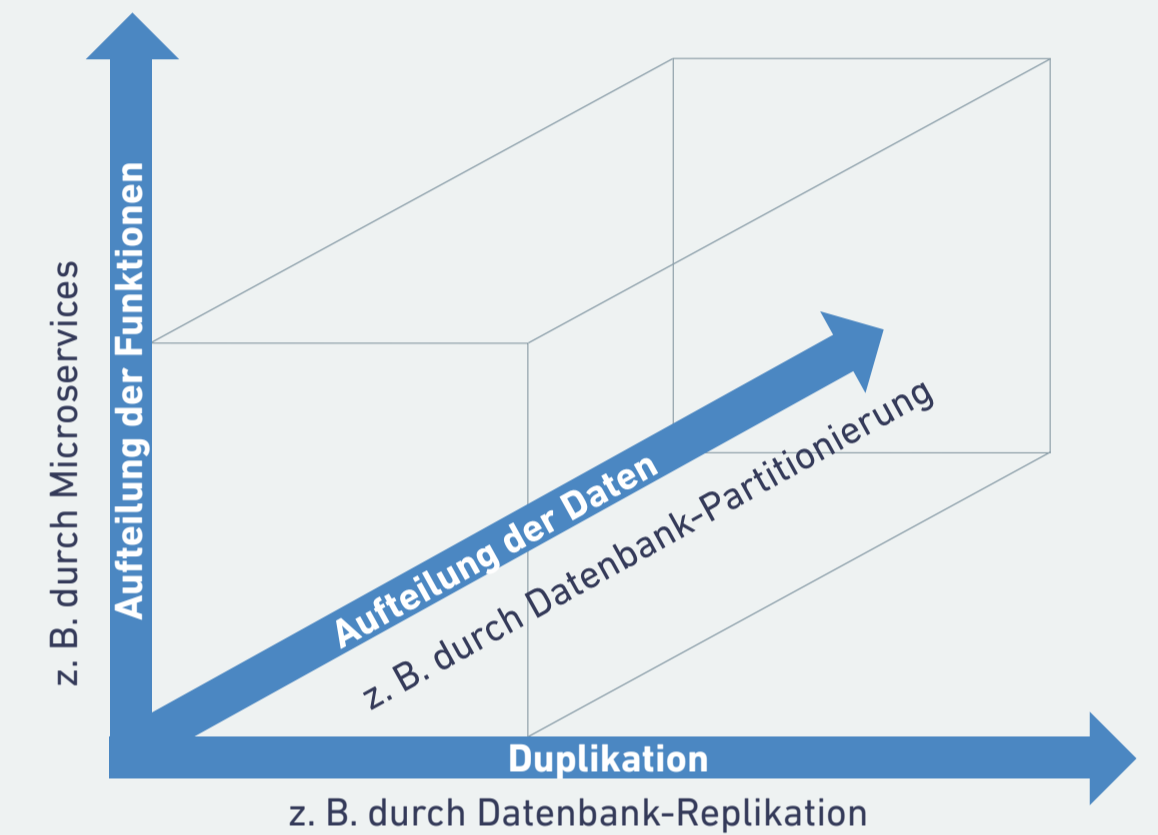 z. B. durch Microservices
Aufteilung der Funktionen
Aufteilung der Daten
z. B. durch Datenbank-Partitionierung
Duplikation
z. B. durch Datenbank-Replikation